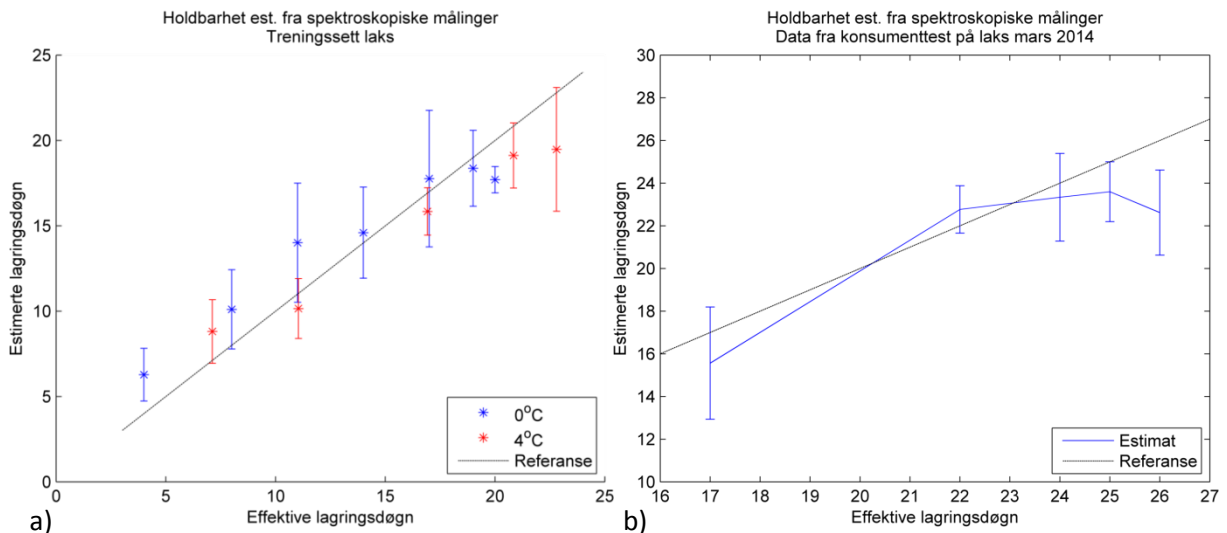 Holdbarhet est. fra spektroskopiske målinger
Treningssett laks
25
20
15
10
5
0
Estimerte lagringsdøgn
0°C
4°C
Referanse
0 5 10 15 20 25
Effektive lagringsdøgn
a)
Holdbarhet est. fra spektroskopiske målinger
Data fra konsumenttest på laks mars 2014
30
28
26
24
22
20
18
16
14
12
10
Estimerte lagringsdøgn
Estimat
Referanse
16 17 18 19 20 21 22 23 24 25 26 27
Effektive lagringsdøgn
b)